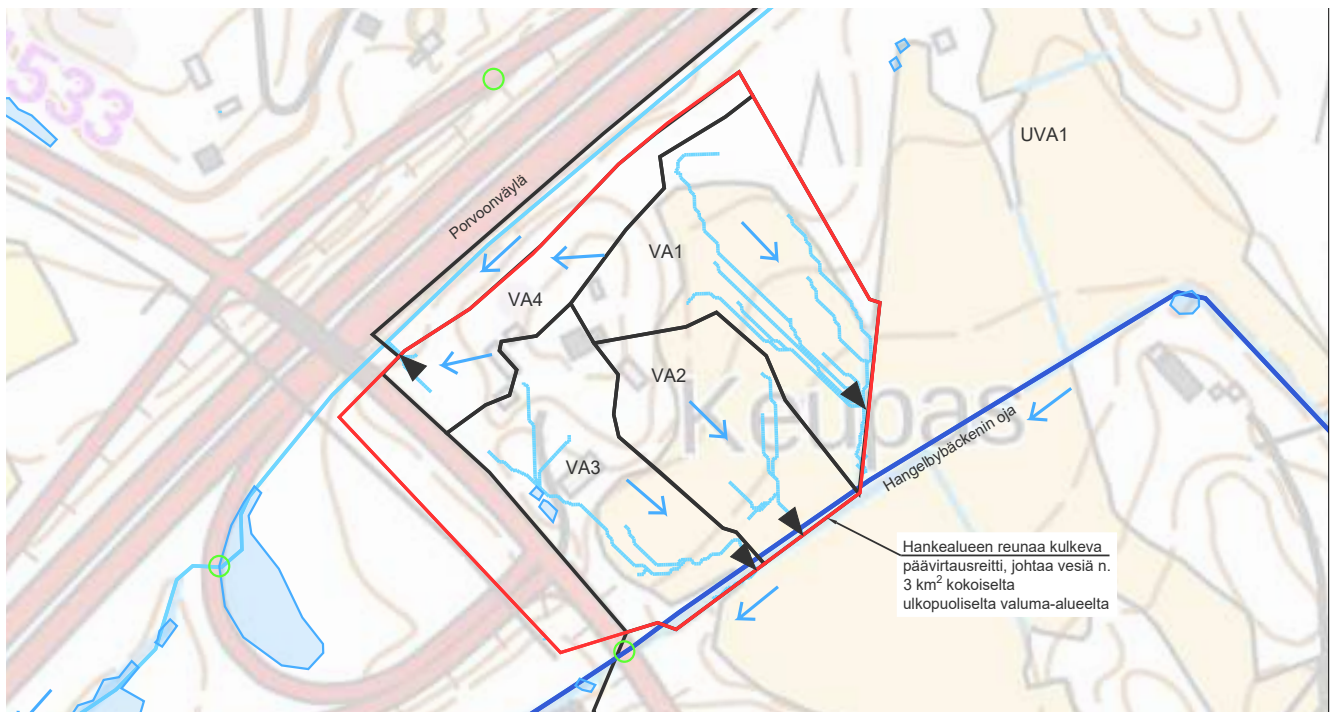 533
UVA1
Porvoonväylä
VA1
VA4
VA2
Keupas
Hangelbybäckenin oja
VA3
Hankealueen reunaa kulkeva
päävirtausreitti, johtaa vesiä n.
3 km² kokoiselta
ulkopuoliselta valuma-alueelta